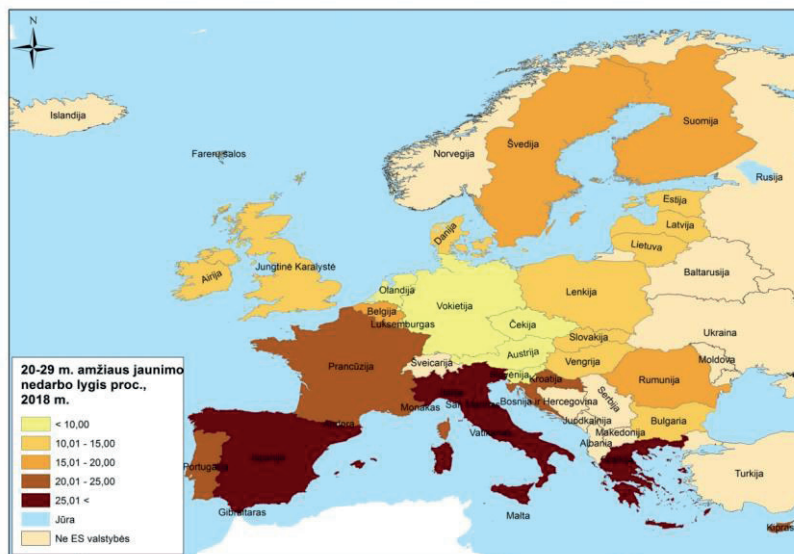 N
Islandija
Farerų salos
Norvegija
Švedija
Suomija
Rusija
Estija
Latvija
Lietuva
Danija
Airija
Jungtinė Karalystė
Baltarusija
Olandija
Vokietija
Lenkija
Belgija
Luksemburgas
Čekija
Ukraina
Slovakija
Austrija
Vengrija
Moldova
Prancūzija
Šveicarija
Kroatija
Rumunija
Bosnija ir Hercegovina
Serbija
Monakas
Juodkalnija
Bulgarija
Makedonija
Albanija
Portugalija
Turkija
Gibraltaras
Malta
Kipras
20-29 m. amžiaus jaunimo
nedarbo lygis proc.,
2018 m.
< 10,00
10,01 - 15,00
15,01 - 20,00
20,01 - 25,00
25,01 <
Jūra
Ne ES valstybės